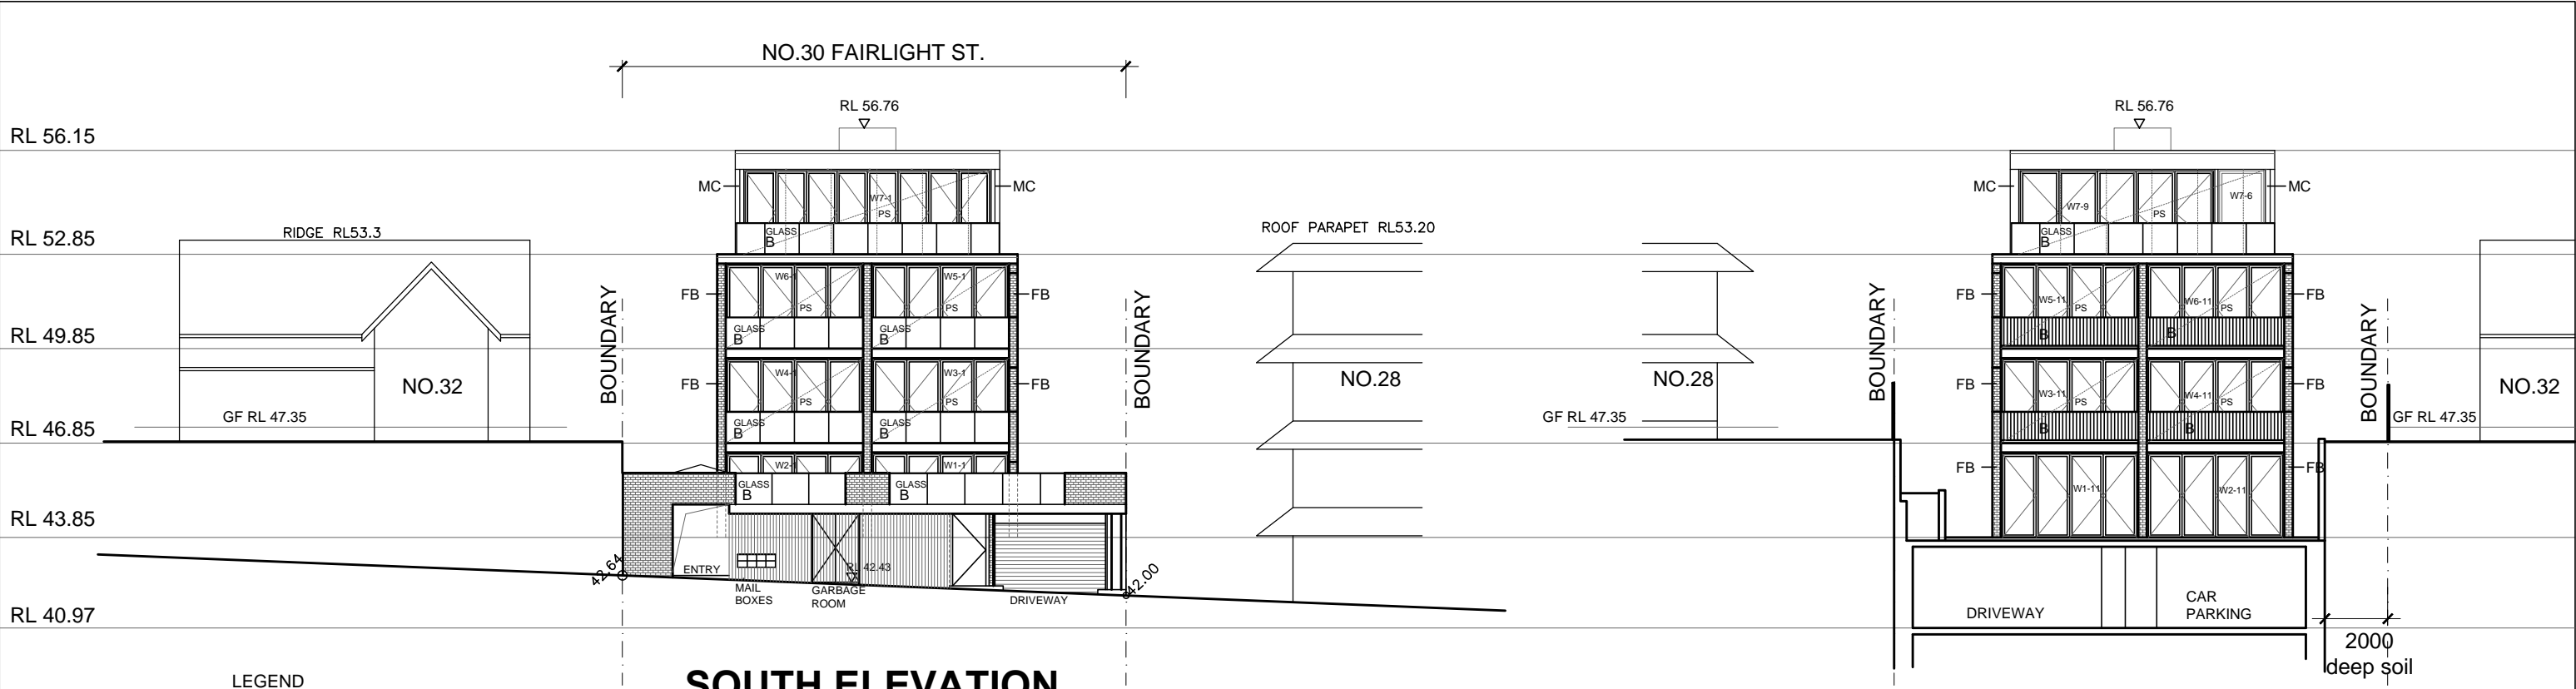 NO.30 FAIRLIGHT ST.
RL 56.76
RL 56.76
RL 56.15
MC
MC
MC
MC
W7-1
PS
W7-9
PS
W7-6
GLASS
B
GLASS
B
RIDGE RL53.3
ROOF PARAPET RL53.20
RL 52.85
BOUNDARY
BOUNDARY
BOUNDARY
BOUNDARY
FB
W6-1
PS
W5-1
PS
FB
FB
W5-11
PS
W6-11
PS
FB
GLASS
B
GLASS
B
B
B
RL 49.85
NO.32
FB
W4-1
PS
W3-1
PS
FB
NO.28
NO.28
FB
W3-11
PS
W4-11
PS
FB
NO.32
GF RL 47.35
GF RL 47.35
GF RL 47.35
GLASS
B
GLASS
B
B
B
RL 46.85
W2-1
W1-1
FB
FB
GLASS
B
GLASS
B
W1-11
W2-11
RL 43.85
42.64
ENTRY
MAIL
BOXES
GARBAGE
ROOM
RL 42.43
DRIVEWAY
42.00
RL 40.97
DRIVEWAY
CAR
PARKING
2000
deep soil
LEGEND
SOUTH ELEVATION